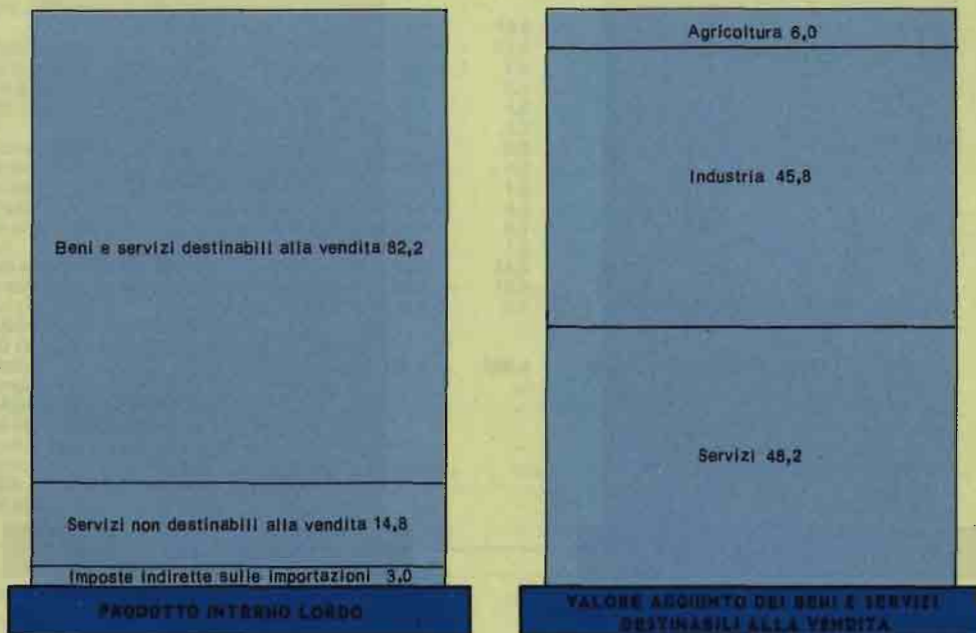 Beni e servizi destinabili alla vendita 82,2
Servizi non destinabili alla vendita 14,8
Imposte indirette sulle importazioni 3,0
PRODOTTO INTERNO LORDO
Agricoltura 6,0
Industria 45,8
Servizi 48,2
VALORE AGGIUNTO DEI BENI E SERVIZI
DESTINABILI ALLA VENDITA